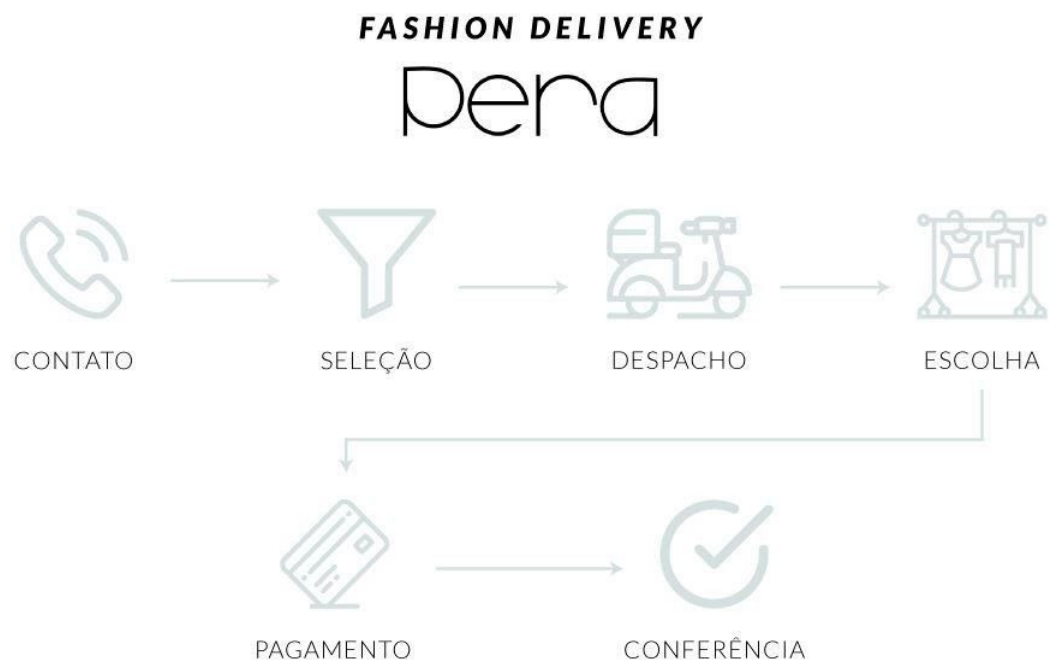 FASHION DELIVERY
pera
CONTATO
SELEÇÃO
DESPACHO
ESCOLHA
PAGAMENTO
CONFERÊNCIA